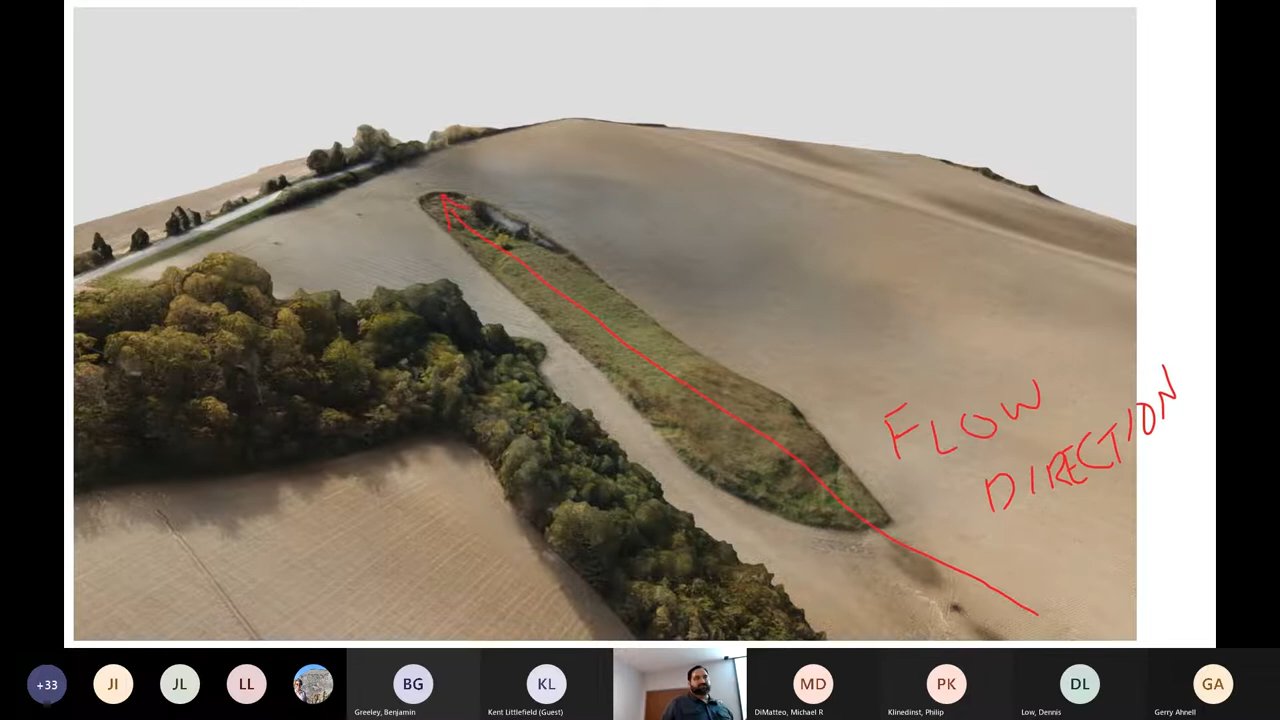 FLOW
DIRECTION
+33
JI
JL
LL
BG
KL
MD
PK
DL
GA
Greeley, Benjamin
Kent Littlefield (Guest)
DiMatteo, Michael R
Klinedinst, Philip
Low, Dennis
Gerry Ahnell